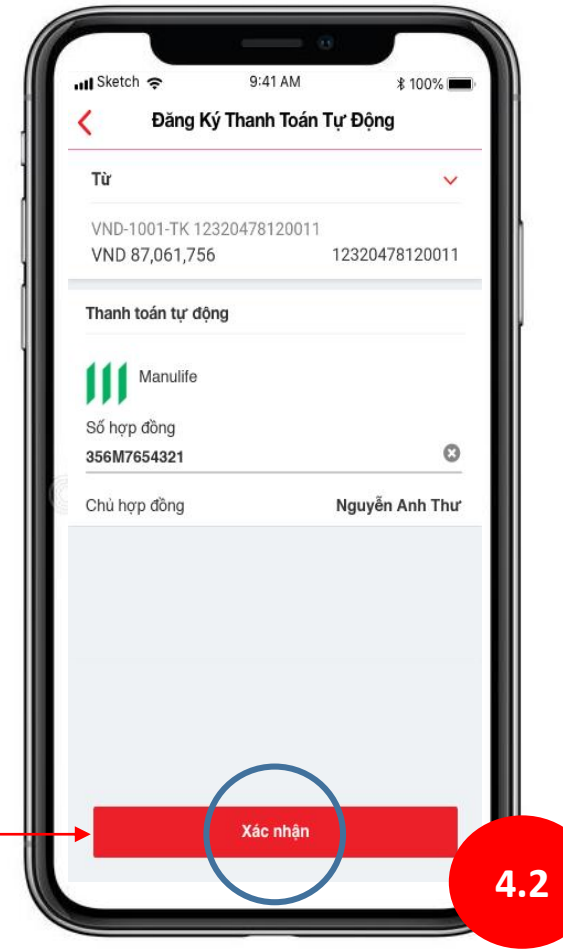 Sketch 9:41 AM 100%
Đăng Ký Thanh Toán Tự Động
Từ
VND-1001-TK 12320478120011
VND 87,061,756 12320478120011
Thanh toán tự động
Manulife
Số hợp đồng
356M7654321
Chủ hợp đồng Nguyễn Anh Thư
Xác nhận
4.2